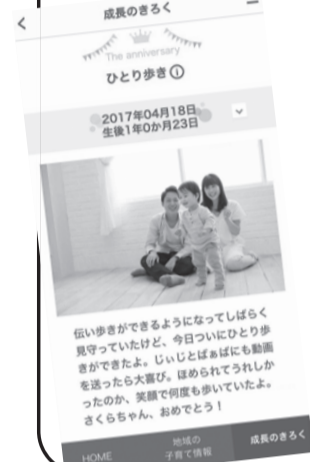 成長のきろく
The anniversary
ひとり歩き ⓘ
2017年04月18日
生後1年0か月23日
伝い歩きができるようになってしばらく
見守っていたけど、今日ついにひとり歩
きができたよ。じぃじとばぁばにも動画
を送ったら大喜び。ほめられてうれしか
ったのか、笑顔で何度も歩いていたよ。
さくらちゃん、おめでとう！
HOME
地域の
子育て情報
成長のきろく